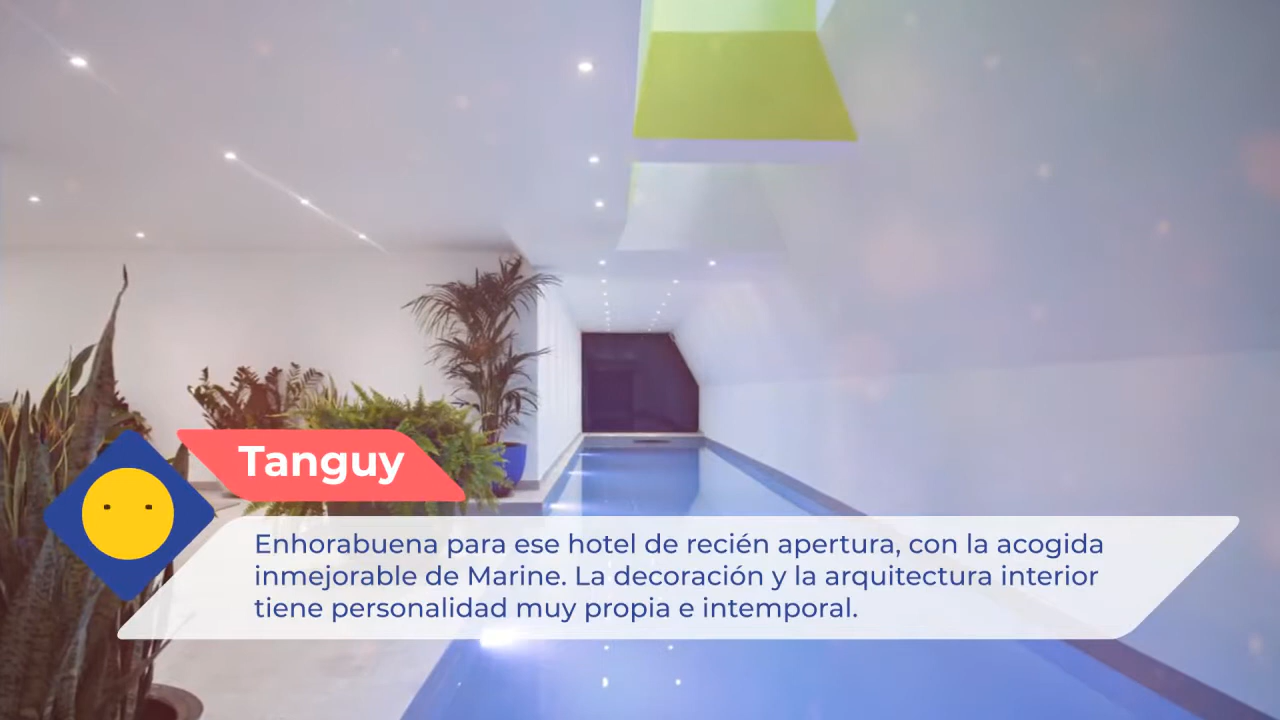 Tanguy
Enhorabuena para ese hotel de recién apertura, con la acogida
inmejorable de Marine. La decoración y la arquitectura interior
tiene personalidad muy propia e intemporal.